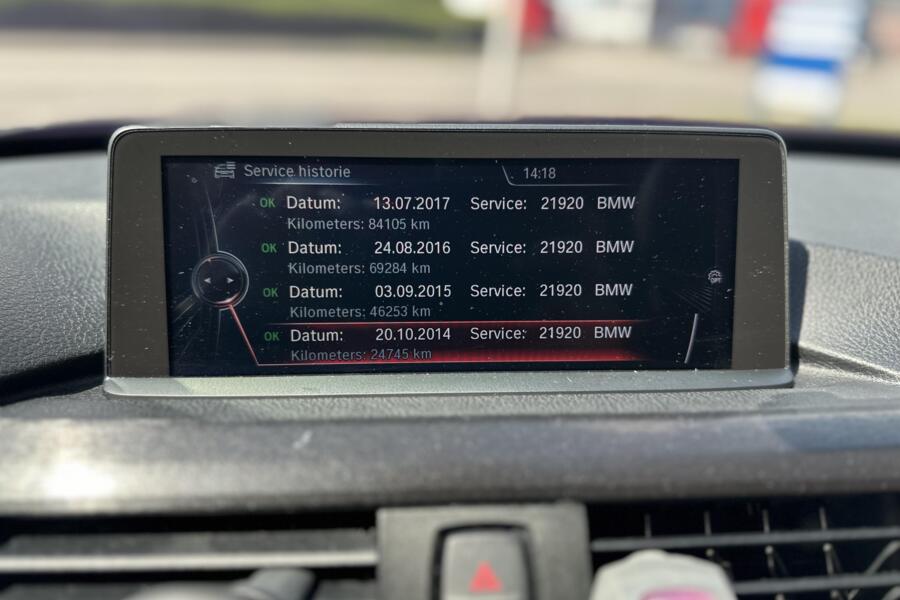 Service historie 14:18
OK Datum: 13.07.2017 Service: 21920 BMW
Kilometers: 84105 km
OK Datum: 24.08.2016 Service: 21920 BMW
Kilometers: 69284 km
OK Datum: 03.09.2015 Service: 21920 BMW
Kilometers: 46253 km
OK Datum: 20.10.2014 Service: 21920 BMW
Kilometers: 24745 km
OPT